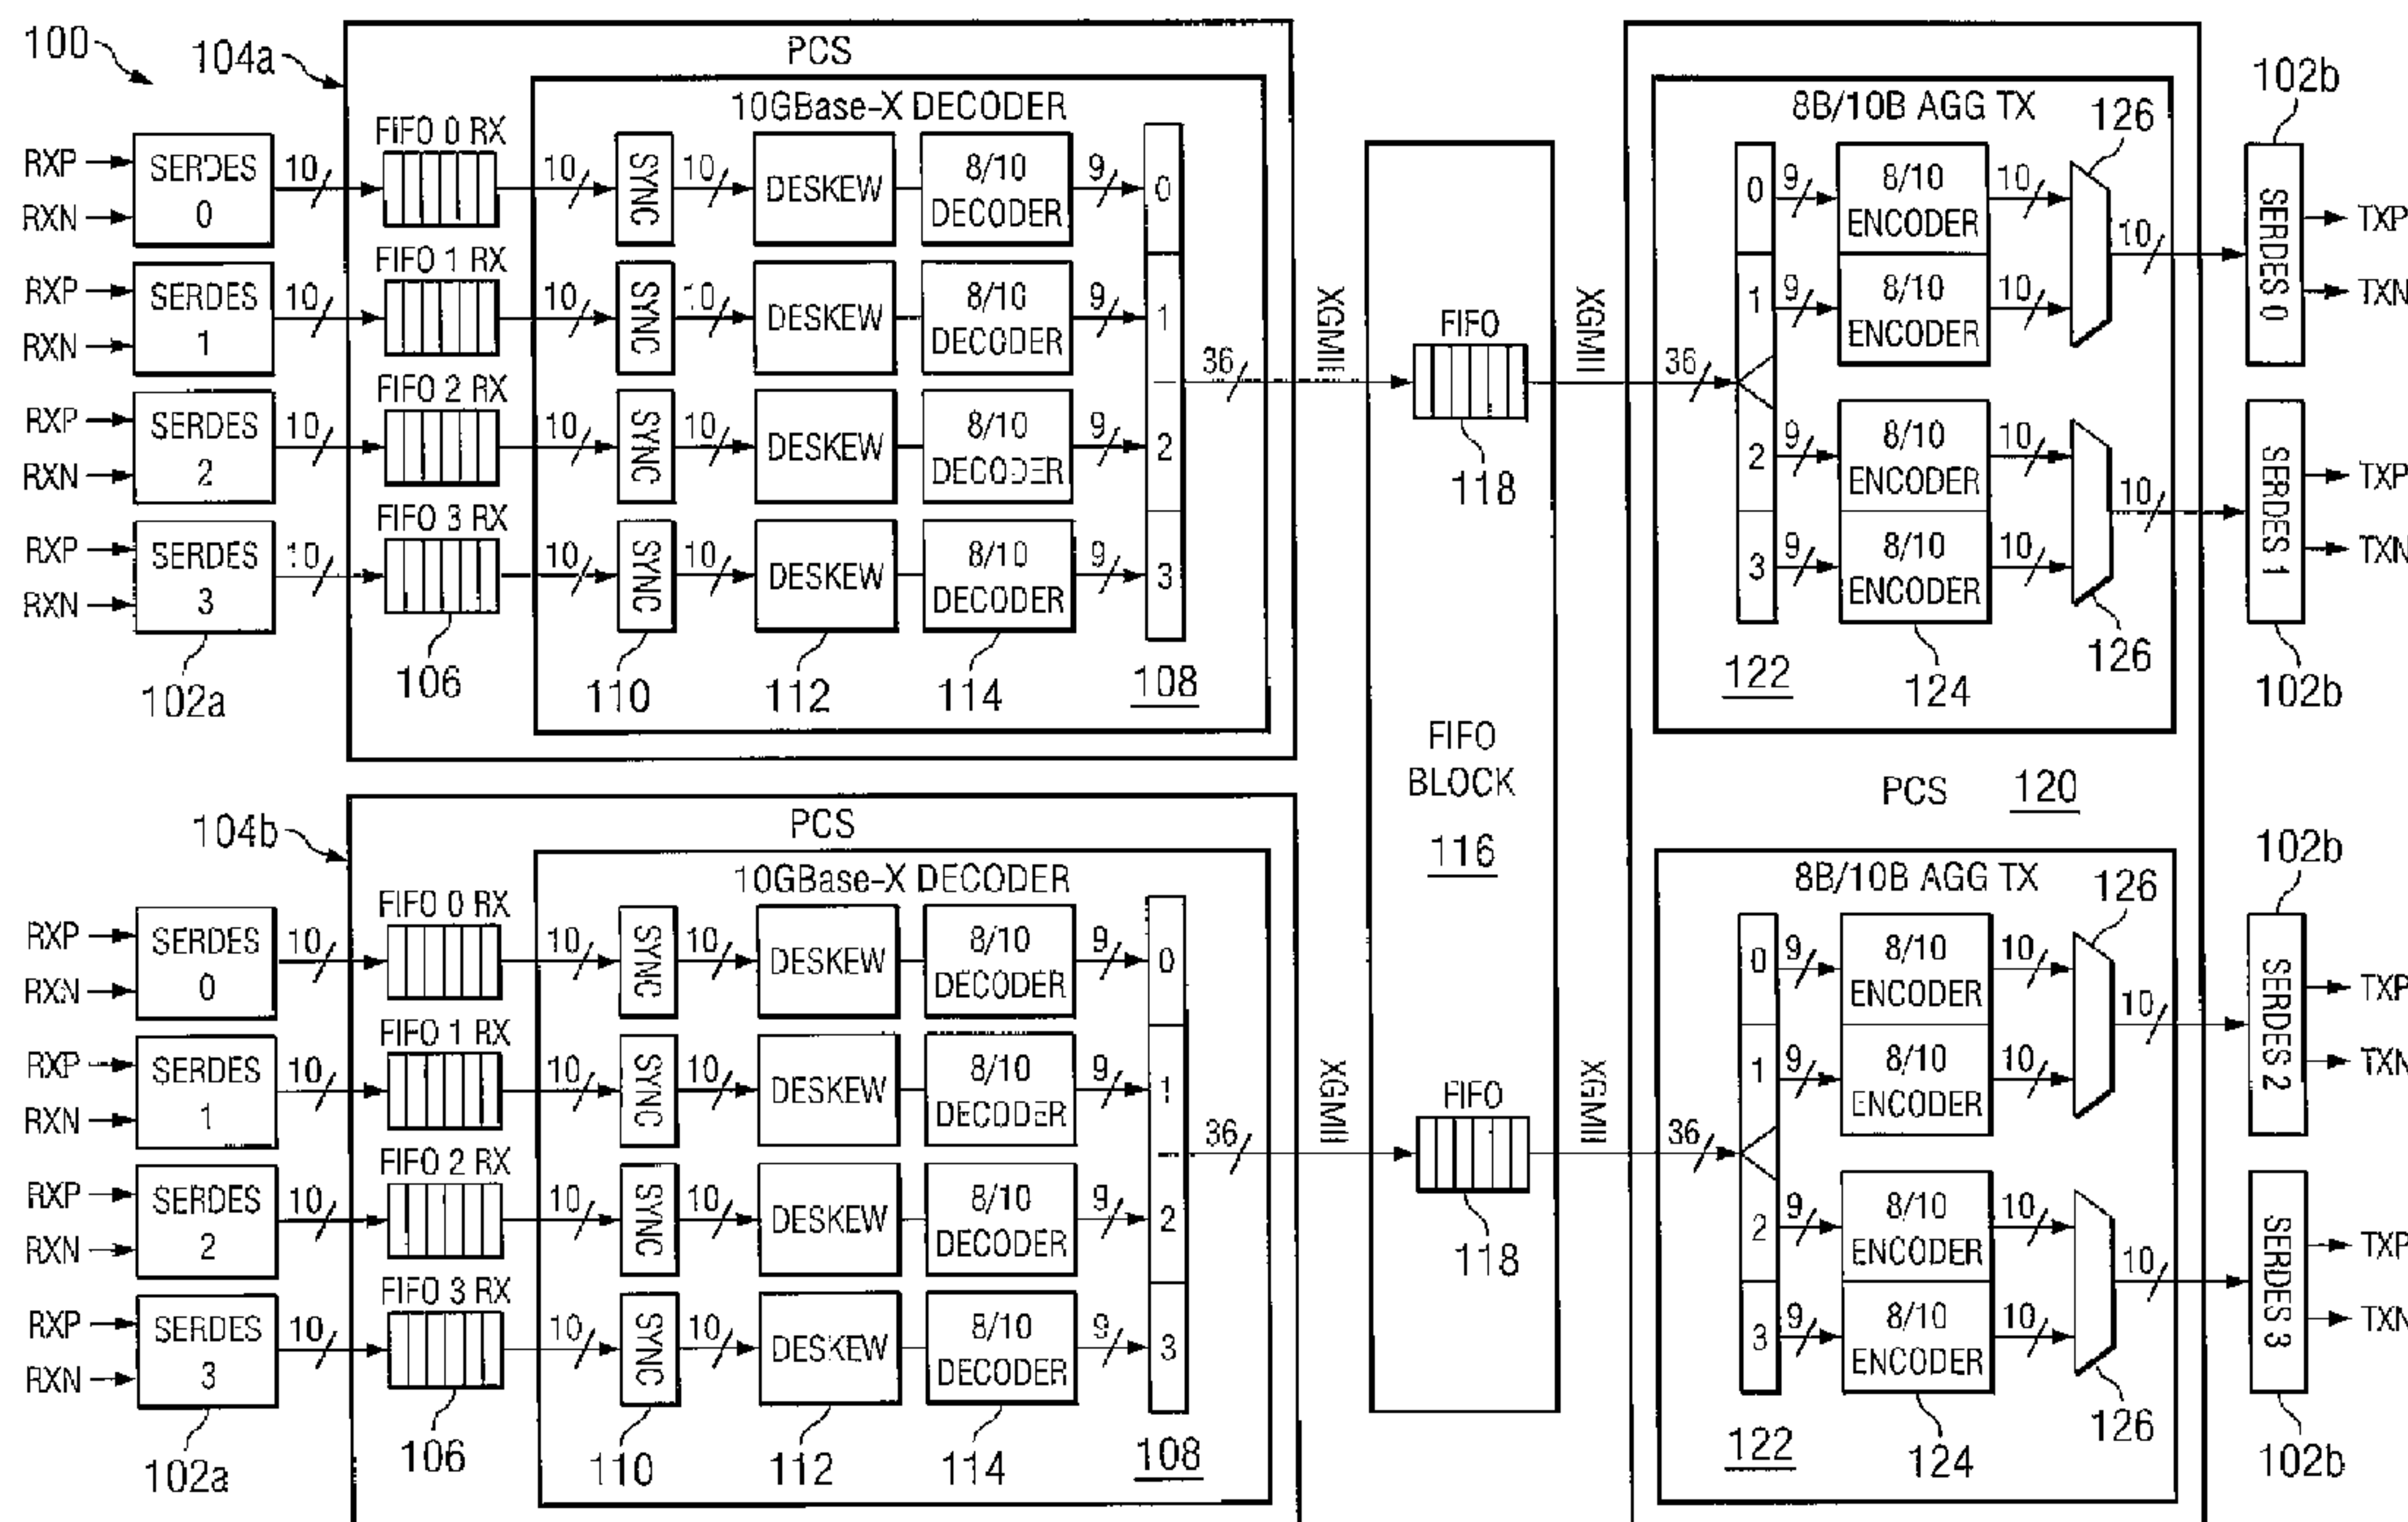 100
104a
PCS
10GBase-X DECODER
RXP
RXN
SERDES
0
10
FIFO 0 RX
10
SYNC
10
DESKEW
8/10
DECODER
9
0
RXP
RXN
SERDES
1
10
FIFO 1 RX
10
SYNC
10
DESKEW
8/10
DECODER
9
1
RXP
RXN
SERDES
2
10
FIFO 2 RX
10
SYNC
10
DESKEW
8/10
DECODER
9
2
RXP
RXN
SERDES
3
10
FIFO 3 RX
10
SYNC
10
DESKEW
8/10
DECODER
9
3
36
102a
106
110
112
114
108
XGMII
FIFO
118
XGMII
8B/10B AGG TX
126
36
0
9
8/10
ENCODER
10
1
9
8/10
ENCODER
10
10
2
9
8/10
ENCODER
10
3
9
8/10
ENCODER
10
10
126
122
124
102b
SERDES 0
TXP
TXN
SERDES 1
TXP
TXN
102b
FIFO
BLOCK
116
PCS 120
104b
PCS
10GBase-X DECODER
RXP
RXN
SERDES
0
10
FIFO 0 RX
10
SYNC
10
DESKEW
8/10
DECODER
9
0
RXP
RXN
SERDES
1
10
FIFO 1 RX
10
SYNC
10
DESKEW
8/10
DECODER
9
1
RXP
RXN
SERDES
2
10
FIFO 2 RX
10
SYNC
10
DESKEW
8/10
DECODER
9
2
RXP
RXN
SERDES
3
10
FIFO 3 RX
10
SYNC
10
DESKEW
8/10
DECODER
9
3
36
102a
106
110
112
114
108
XGMII
FIFO
118
XGMII
8B/10B AGG TX
126
36
0
9
8/10
ENCODER
10
1
9
8/10
ENCODER
10
10
2
9
8/10
ENCODER
10
3
9
8/10
ENCODER
10
10
126
122
124
102b
SERDES 2
TXP
TXN
SERDES 3
TXP
TXN
102b